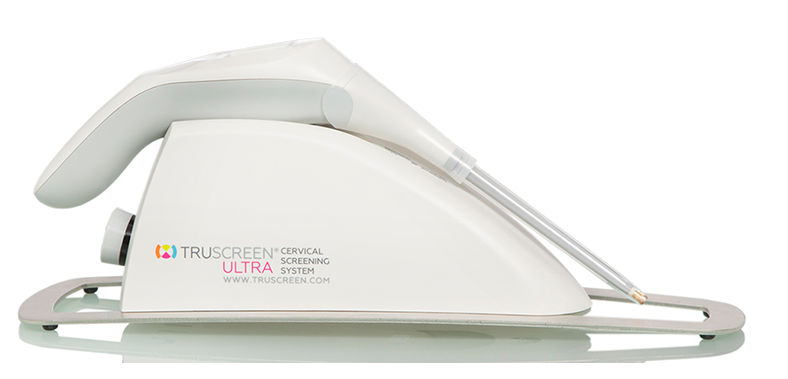 TRUSCREEN® CERVICAL
SCREENING
ULTRA SYSTEM
WWW.TRUSCREEN.COM